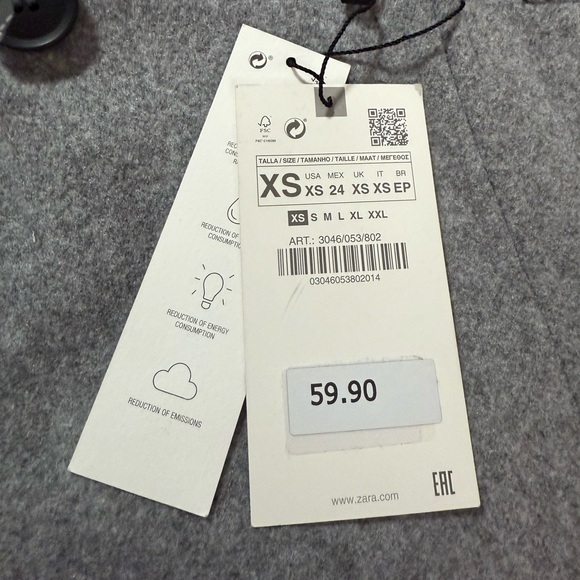 REDUCTION OF ENERGY
CONSUMPTION
REDUCTION OF EMISSIONS
FSC
TALLA / SIZE / TAMANHO / TAILLE / MAAT / ΜΕΓΕΘΟΣ
XS
USA MEX UK IT BR
XS 24 XS XS EP
XS S M L XL XXL
ART.: 3046/053/802
03046053802014
59.90
www.zara.com
EAC